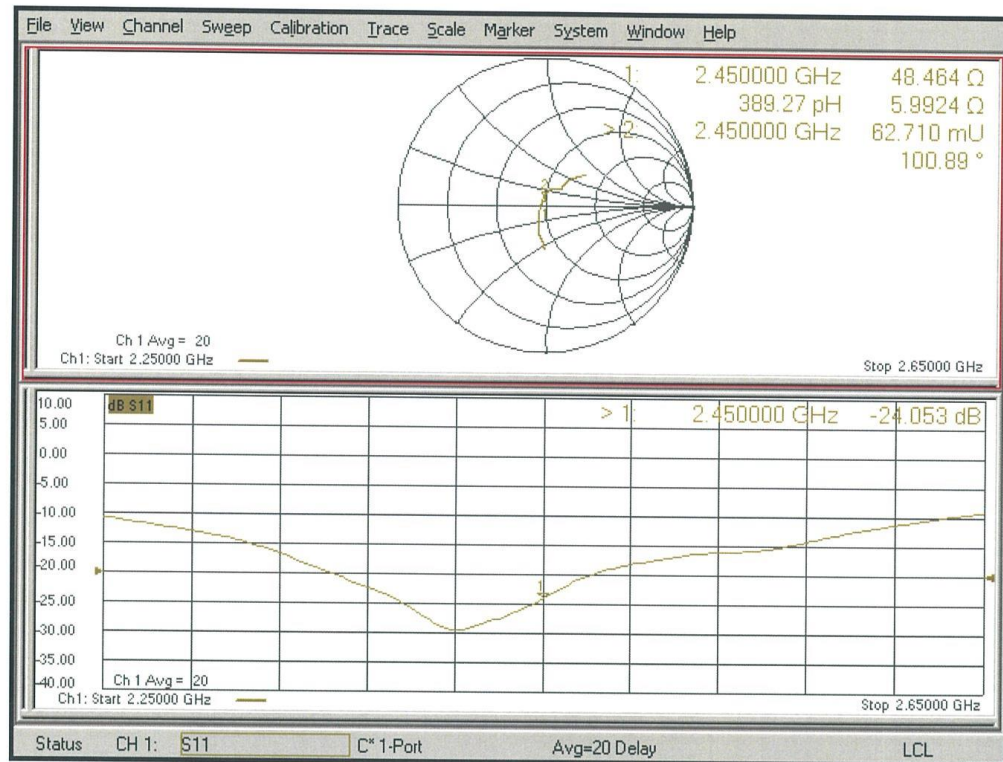 File View Channel Sweep Calibration Trace Scale Marker System Window Help
1: 2.450000 GHz 48.464 Ω
389.27 pH 5.9924 Ω
> 2: 2.450000 GHz 62.710 mU
100.89 °
2
Ch 1 Avg = 20
Ch1: Start 2.25000 GHz
Stop 2.65000 GHz
10.00
dB S11
> 1: 2.450000 GHz -24.053 dB
5.00
0.00
-5.00
-10.00
-15.00
-20.00
1
-25.00
-30.00
-35.00
-40.00
Ch 1 Avg = 20
Ch1: Start 2.25000 GHz
Stop 2.65000 GHz
Status CH 1: S11 C* 1-Port Avg=20 Delay LCL